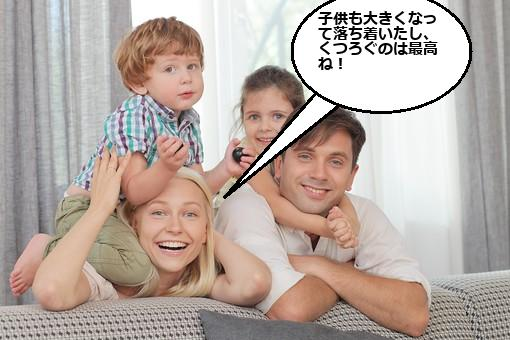 子供も大きくなっ
て落ち着いたし、
くつろぐのは最高
ね！